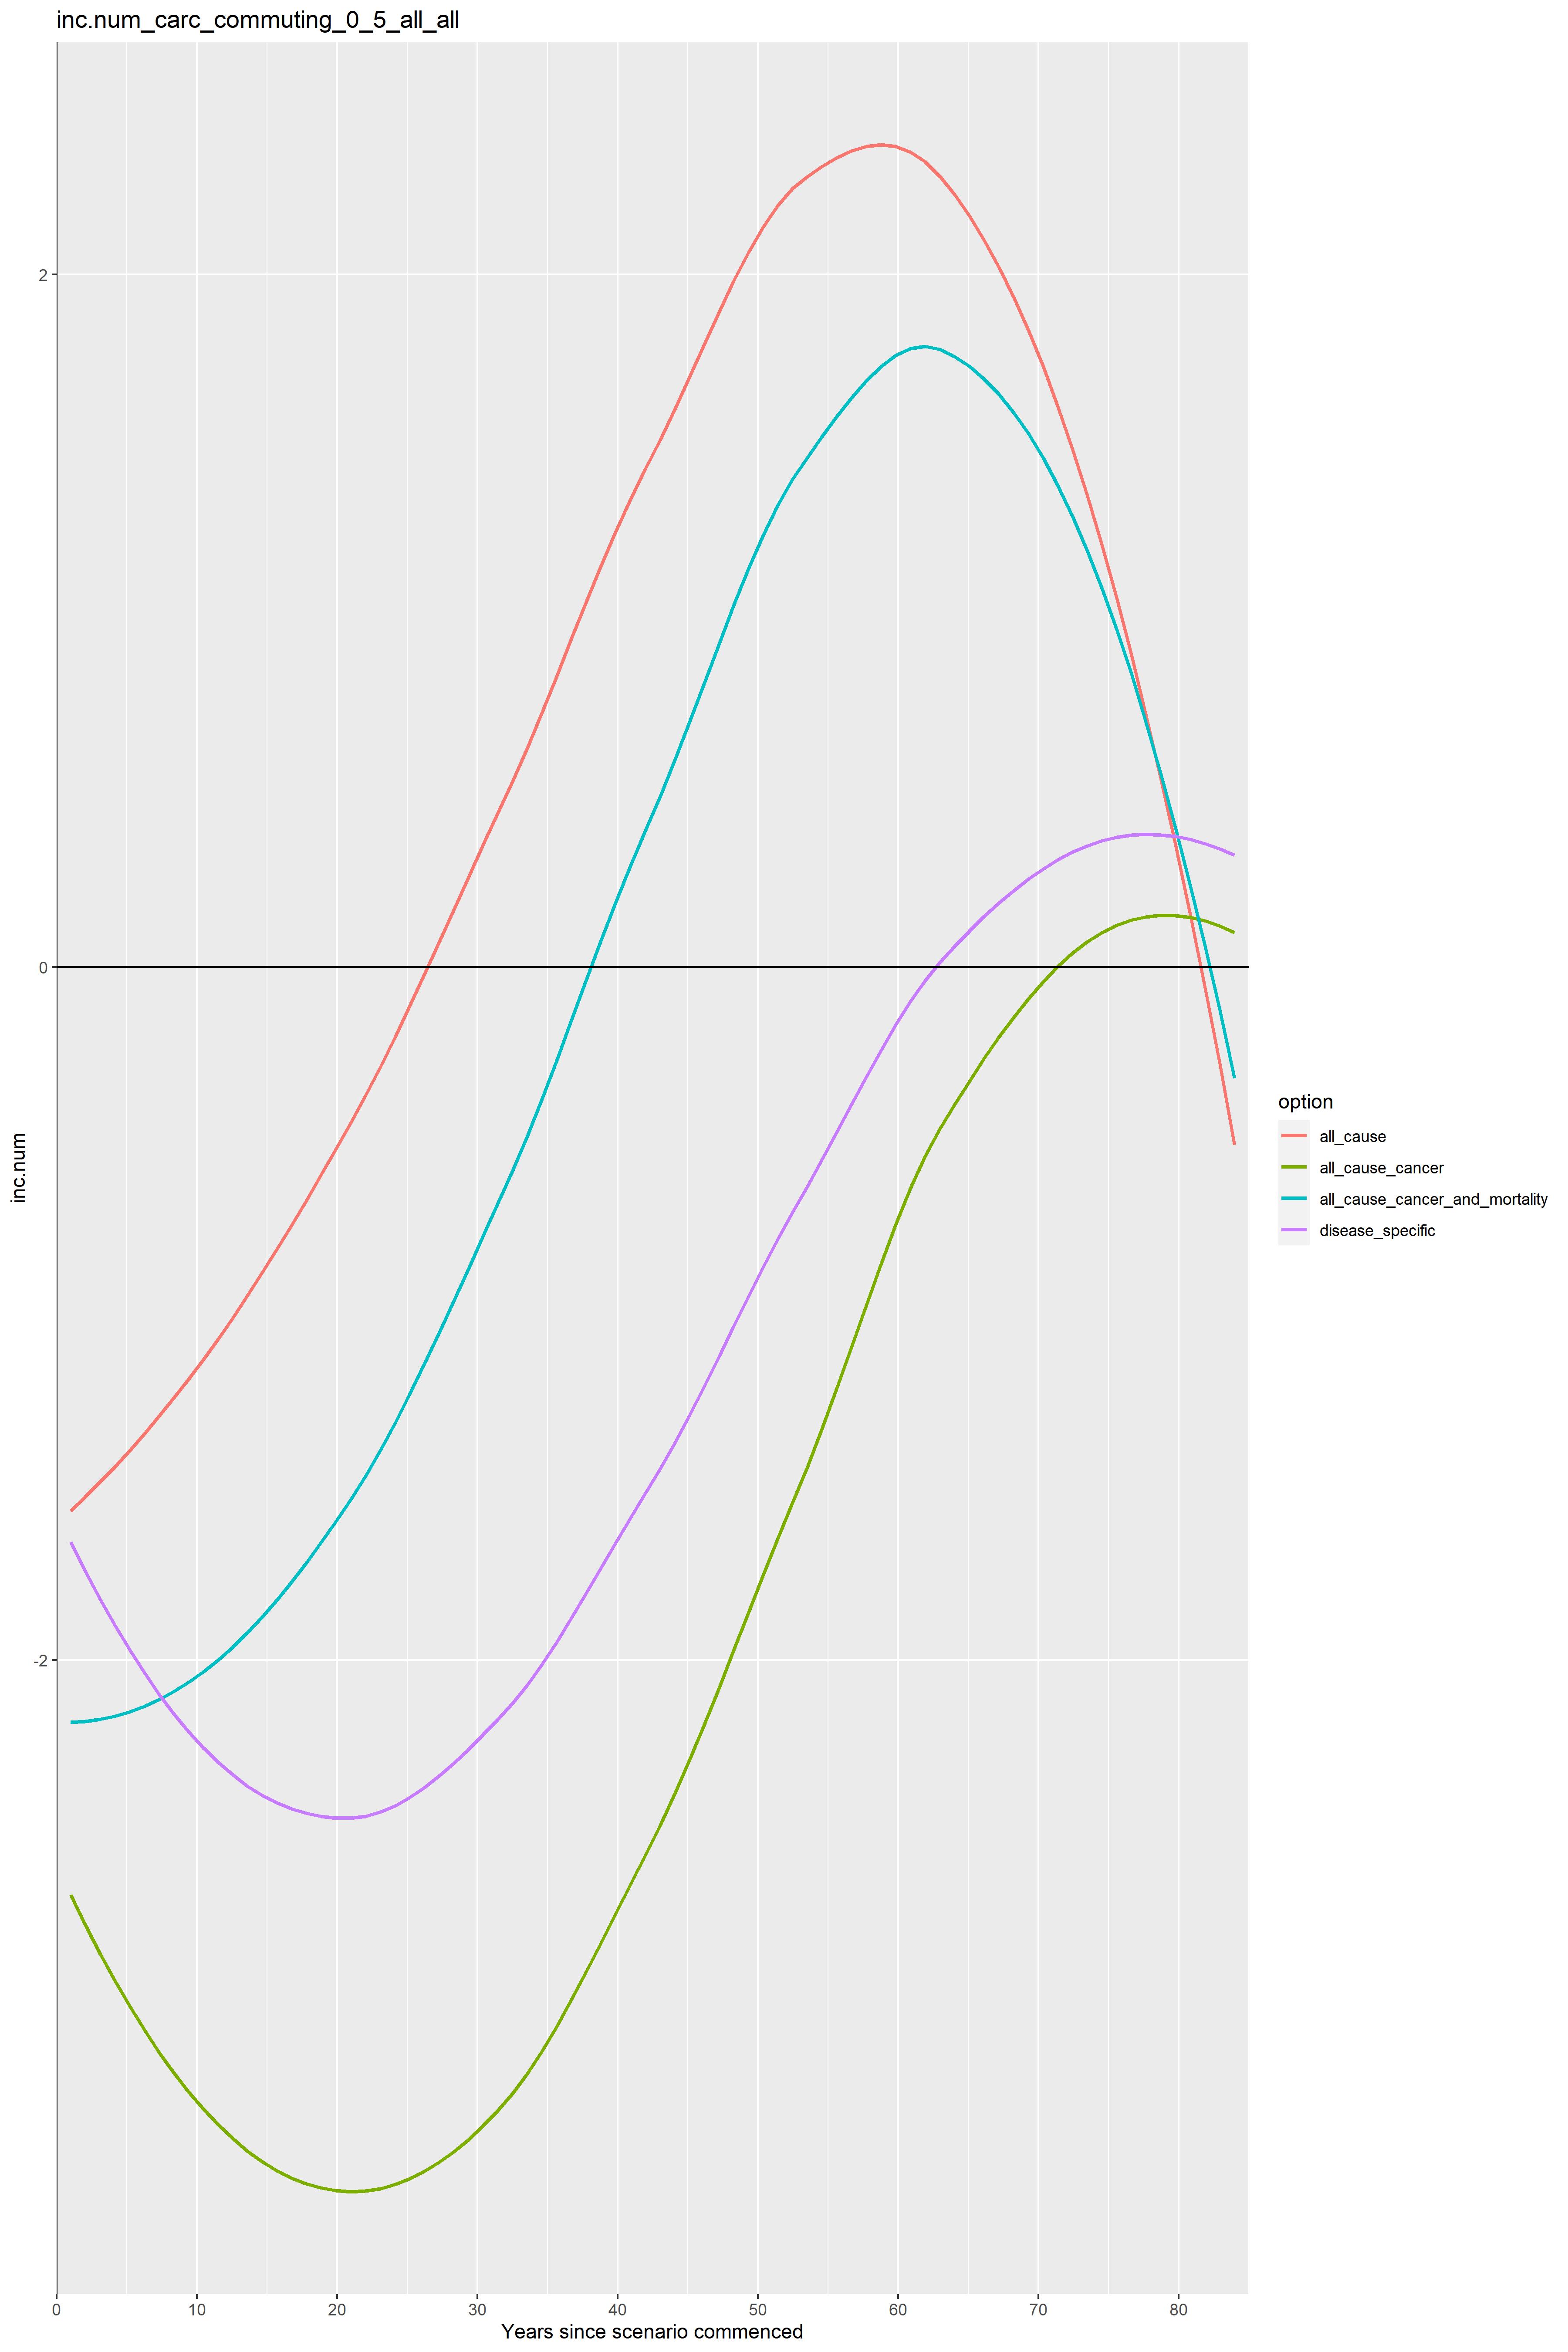 inc.num_carc_commuting_0_5_all_all
2
0
-2
inc.num
0 10 20 30 40 50 60 70 80
Years since scenario commenced
option
all_cause
all_cause_cancer
all_cause_cancer_and_mortality
disease_specific